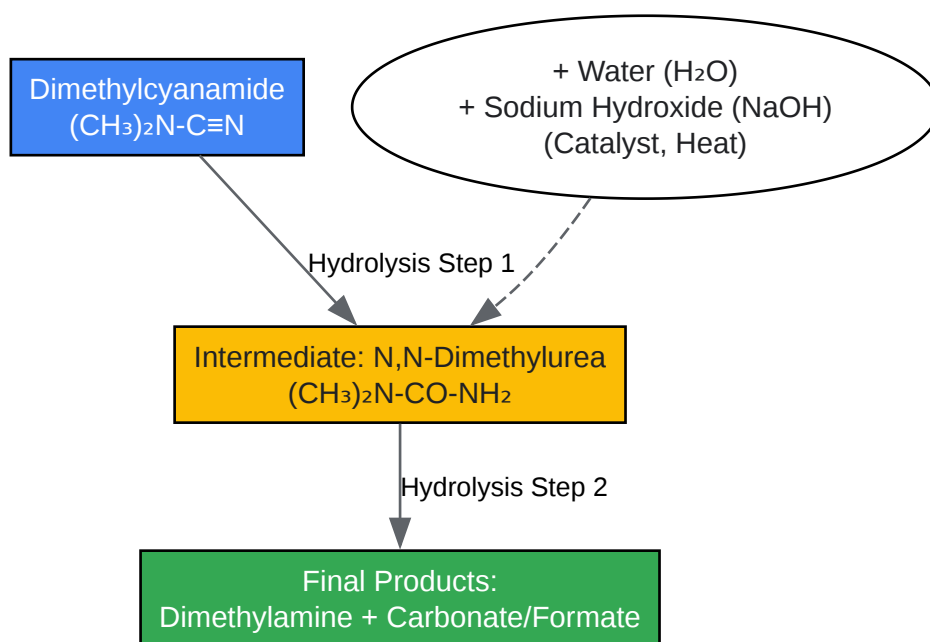 Dimethylcyanamide
(CH₃)₂N-C≡N
+ Water (H₂O)
+ Sodium Hydroxide (NaOH)
(Catalyst, Heat)
Hydrolysis Step 1
Intermediate: N,N-Dimethylurea
(CH₃)₂N-CO-NH₂
Hydrolysis Step 2
Final Products:
Dimethylamine + Carbonate/Formate